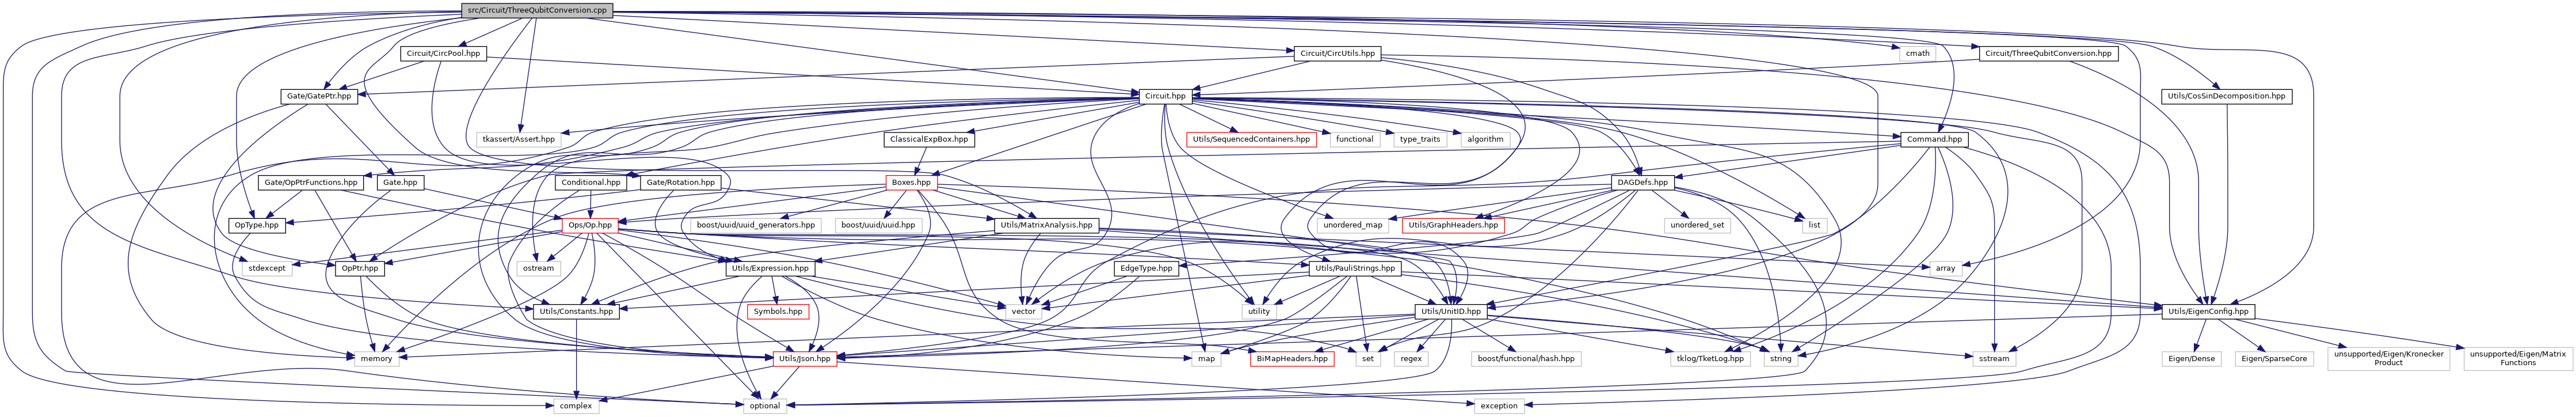 src/Circuit/ThreeQubitConversion.cpp
Circuit/CircPool.hpp
Circuit/CircUtils.hpp
cmath
Circuit/ThreeQubitConversion.hpp
Gate/GatePtr.hpp
Circuit.hpp
Utils/CosSinDecomposition.hpp
tkassert/Assert.hpp
ClassicalExpBox.hpp
Utils/SequencedContainers.hpp
functional
type_traits
algorithm
Command.hpp
Gate/OpPtrFunctions.hpp
Gate.hpp
Conditional.hpp
Gate/Rotation.hpp
Boxes.hpp
DAGDefs.hpp
OpType.hpp
Ops/Op.hpp
boost/uuid/uuid_generators.hpp
boost/uuid/uuid.hpp
Utils/MatrixAnalysis.hpp
unordered_map
Utils/GraphHeaders.hpp
unordered_set
list
stdexcept
OpPtr.hpp
ostream
Utils/Expression.hpp
EdgeType.hpp
Utils/PauliStrings.hpp
array
Utils/Constants.hpp
Symbols.hpp
vector
utility
Utils/UnitID.hpp
Utils/EigenConfig.hpp
memory
Utils/Json.hpp
map
BiMapHeaders.hpp
set
regex
boost/functional/hash.hpp
tklog/TketLog.hpp
string
sstream
Eigen/Dense
Eigen/SparseCore
unsupported/Eigen/Kronecker
Product
unsupported/Eigen/Matrix
Functions
complex
optional
exception